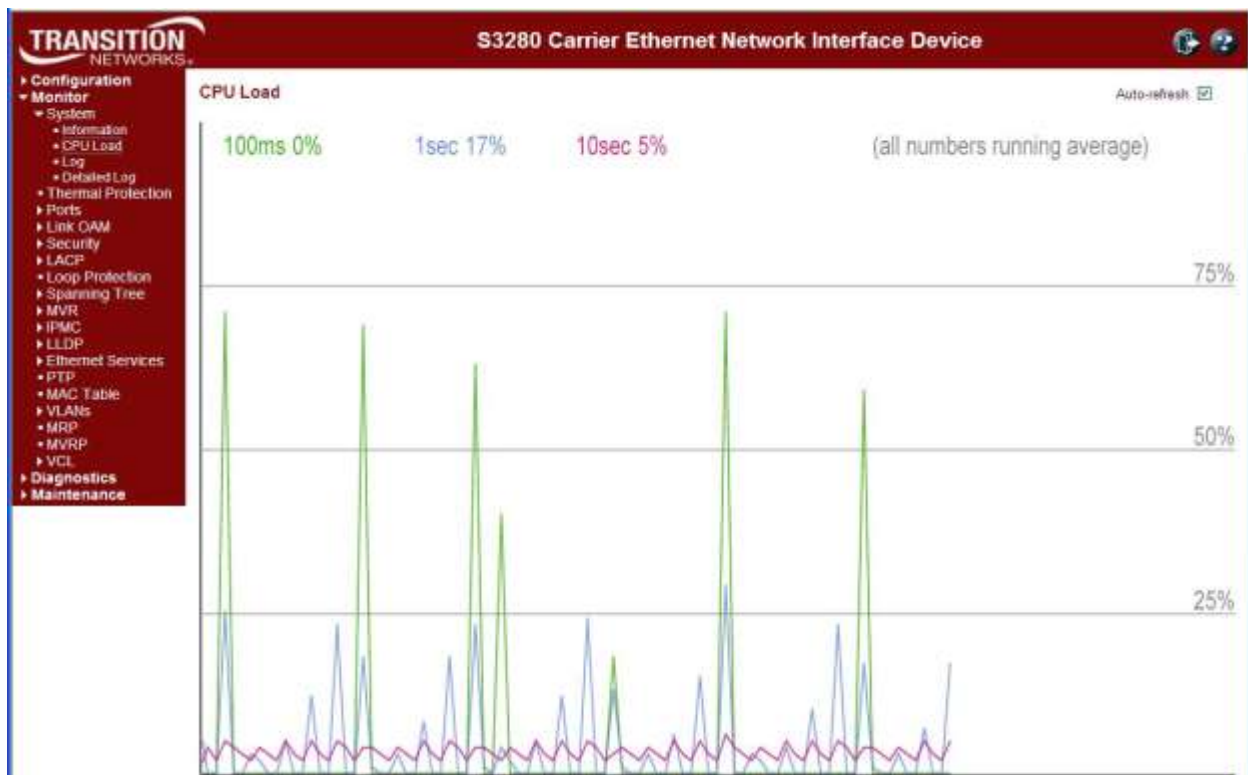 TRANSITION
NETWORKS.
S3280 Carrier Ethernet Network Interface Device
Configuration
Monitor
System
Information
CPU Load
Log
Detailed Log
Thermal Protection
Ports
Link OAM
Security
LACP
Loop Protection
Spanning Tree
MVR
IPMC
LLDP
Ethernet Services
PTP
MAC Table
VLANs
MRP
MVRP
VCL
Diagnostics
Maintenance
CPU Load
Auto-refresh
100ms 0% 1sec 17% 10sec 5% (all numbers running average)
75%
50%
25%